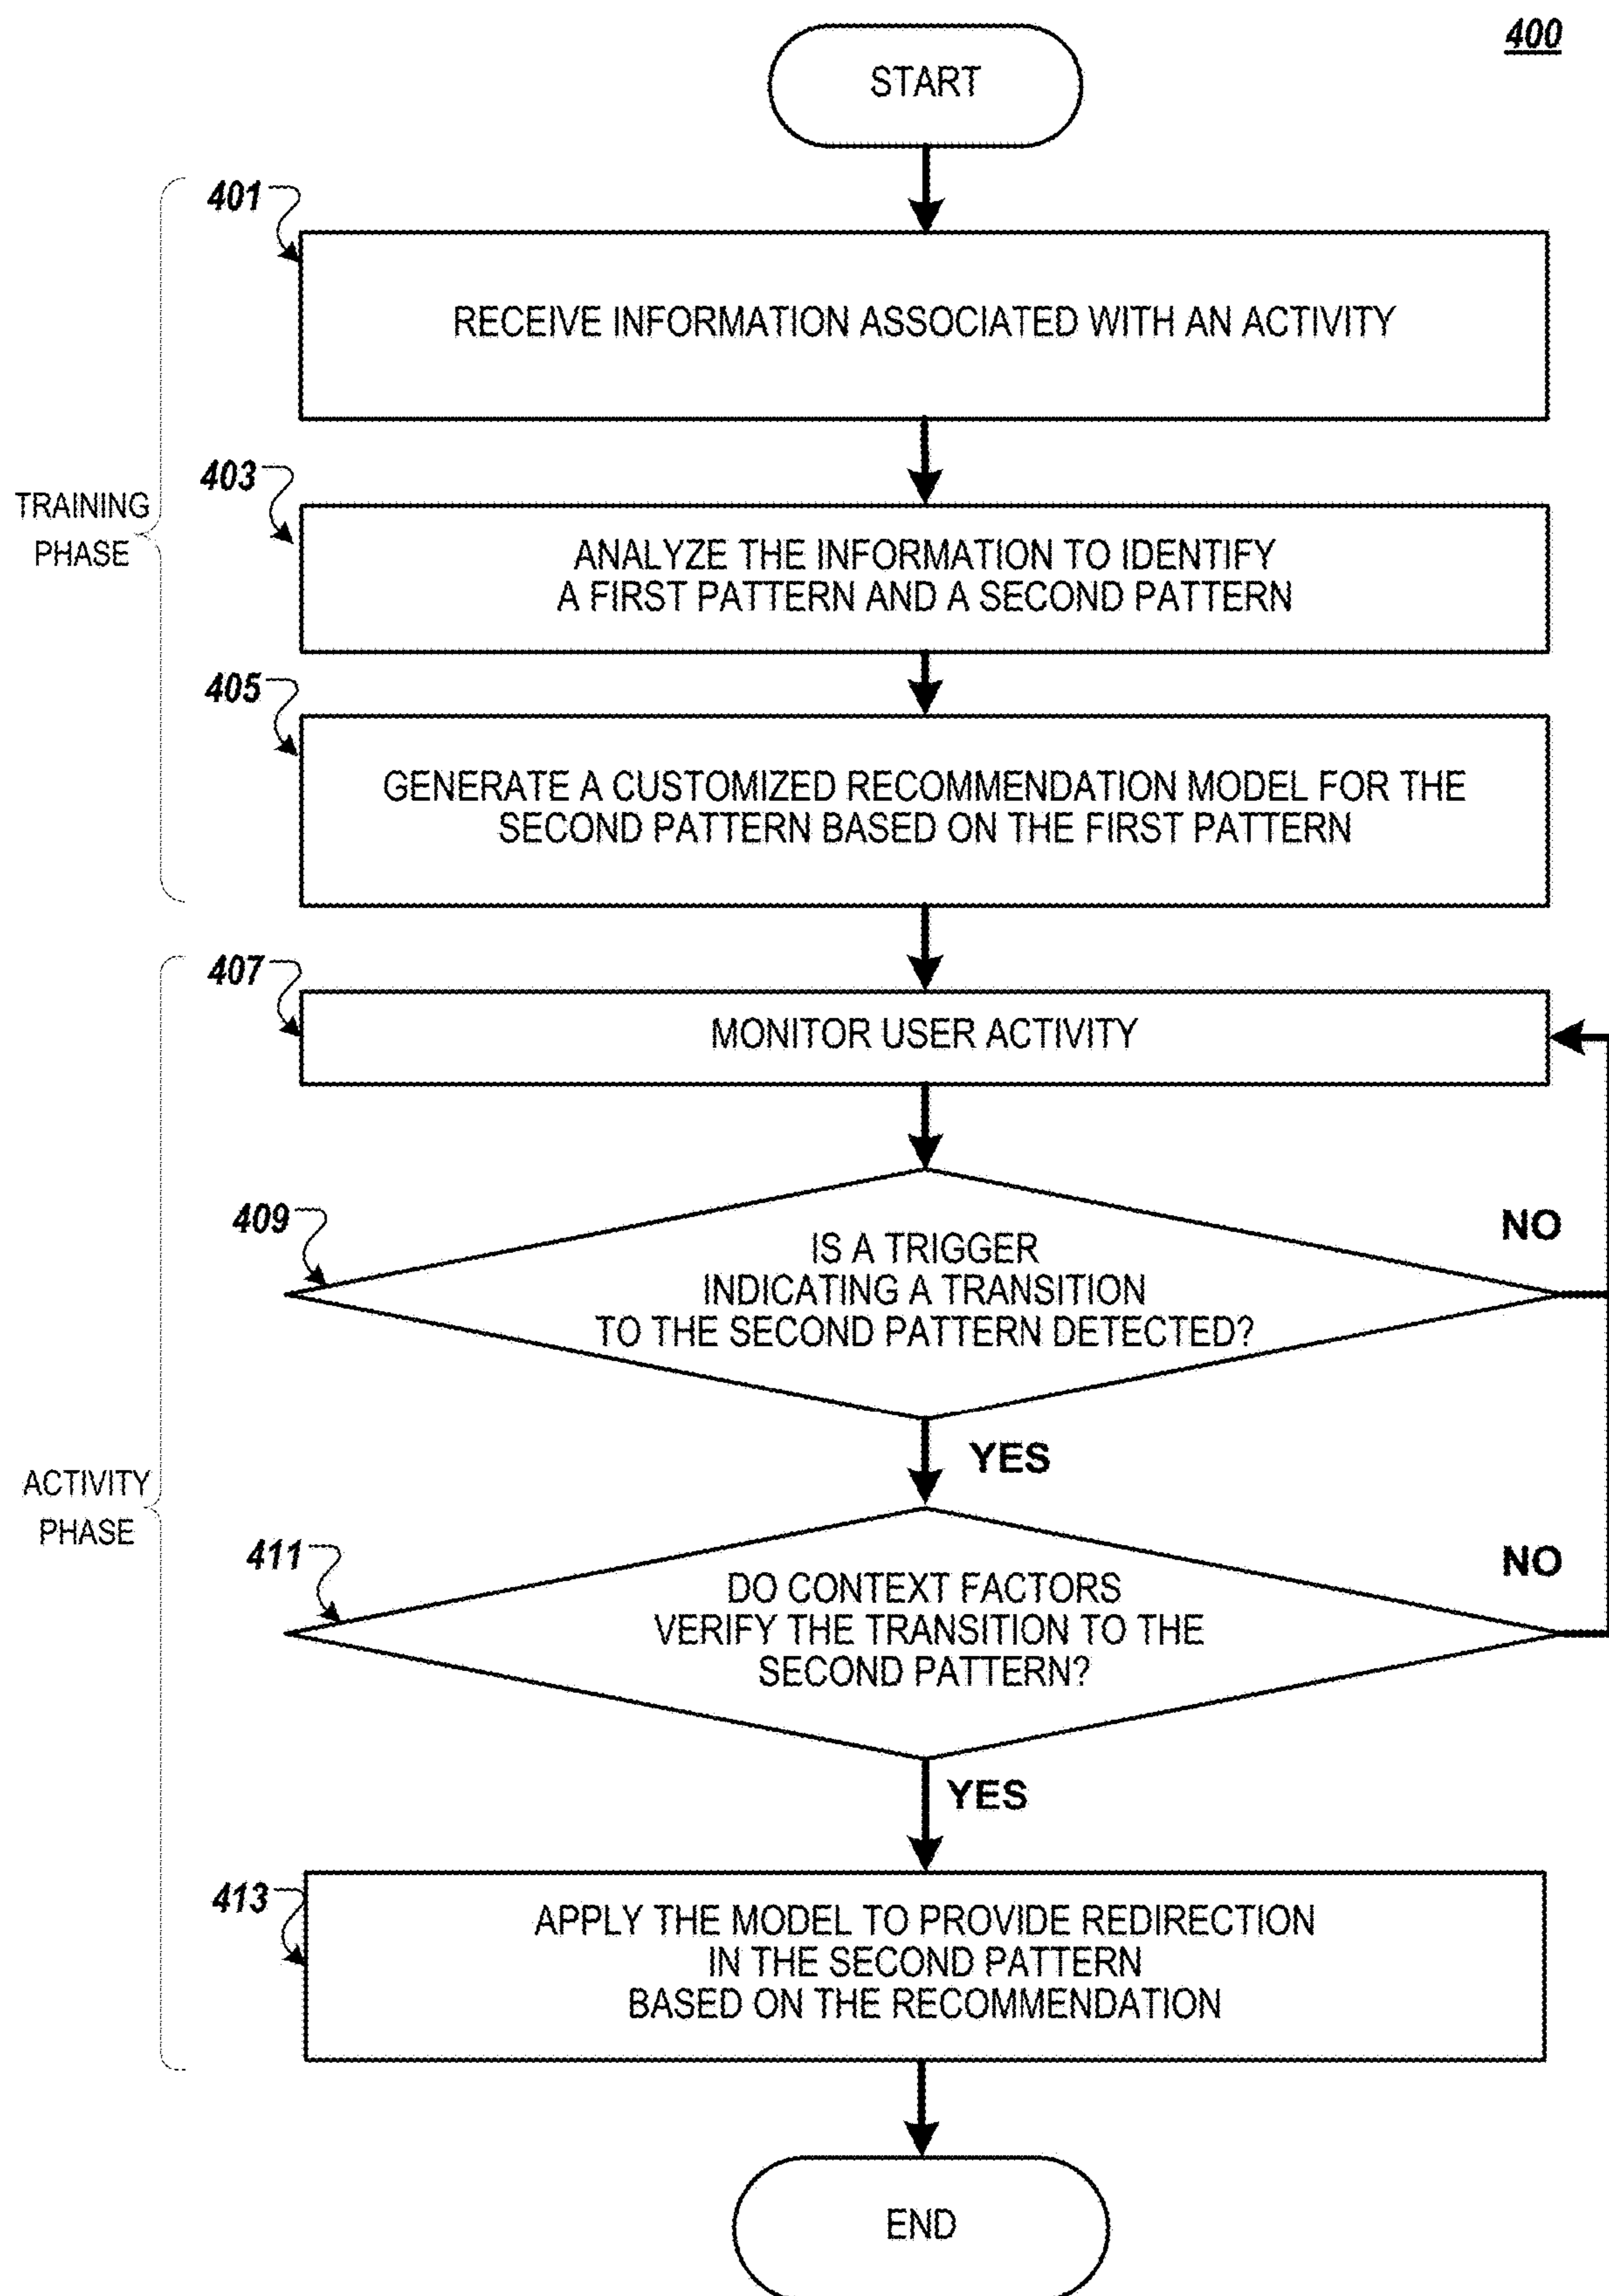 400
START
401
RECEIVE INFORMATION ASSOCIATED WITH AN ACTIVITY
403
TRAINING
PHASE
ANALYZE THE INFORMATION TO IDENTIFY
A FIRST PATTERN AND A SECOND PATTERN
405
GENERATE A CUSTOMIZED RECOMMENDATION MODEL FOR THE
SECOND PATTERN BASED ON THE FIRST PATTERN
407
MONITOR USER ACTIVITY
409
NO
IS A TRIGGER
INDICATING A TRANSITION
TO THE SECOND PATTERN DETECTED?
YES
ACTIVITY
PHASE
411
NO
DO CONTEXT FACTORS
VERIFY THE TRANSITION TO THE
SECOND PATTERN?
YES
413
APPLY THE MODEL TO PROVIDE REDIRECTION
IN THE SECOND PATTERN
BASED ON THE RECOMMENDATION
END